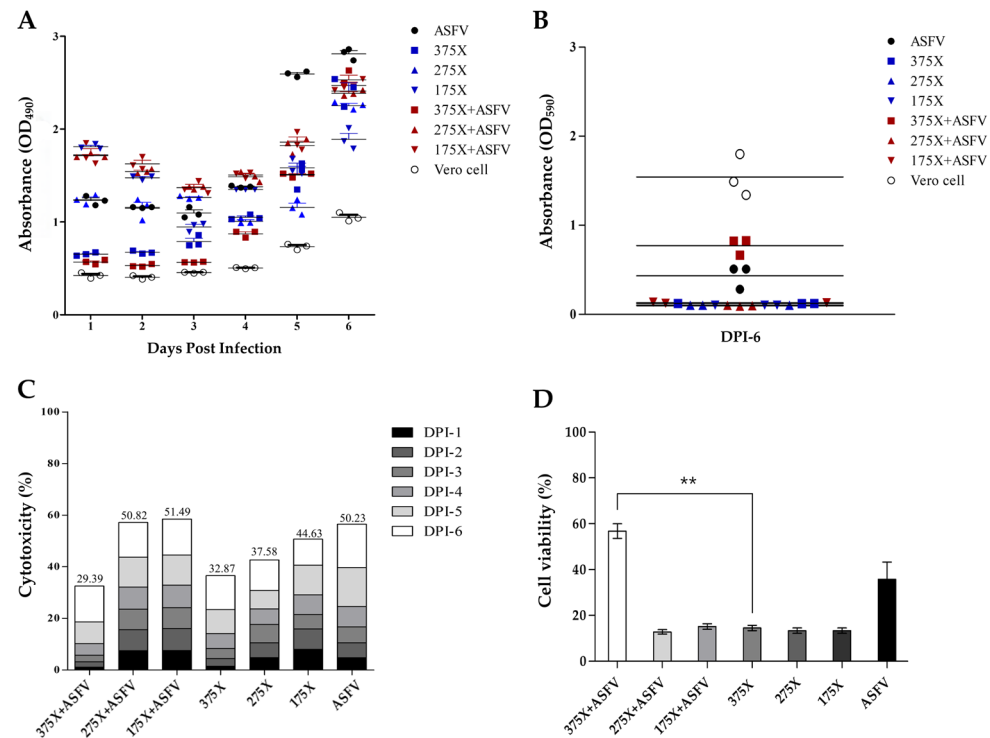 A
Absorbance (OD490)
3
2
1
0
1 2 3 4 5 6
Days Post Infection
ASFV
375X
275X
175X
375X+ASFV
275X+ASFV
175X+ASFV
Vero cell
B
Absorbance (OD590)
3
2
1
0
DPI-6
ASFV
375X
275X
175X
375X+ASFV
275X+ASFV
175X+ASFV
Vero cell
C
Cytotoxicity (%)
100
80
60
40
20
0
29.39
50.82
51.49
32.87
37.58
44.63
50.23
375X+ASFV
275X+ASFV
175X+ASFV
375X
275X
175X
ASFV
DPI-1
DPI-2
DPI-3
DPI-4
DPI-5
DPI-6
D
Cell viability (%)
100
80
60
40
20
0
**
375X+ASFV
275X+ASFV
175X+ASFV
375X
275X
175X
ASFV